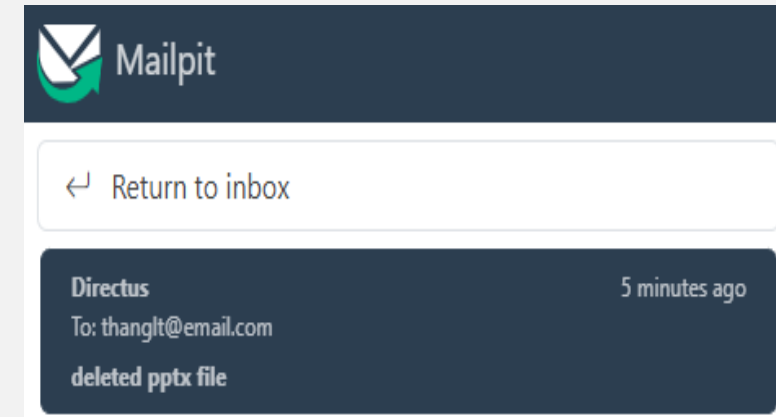 Mailpit
Return to inbox
Directus 5 minutes ago
To: thanglt@email.com
deleted pptx file